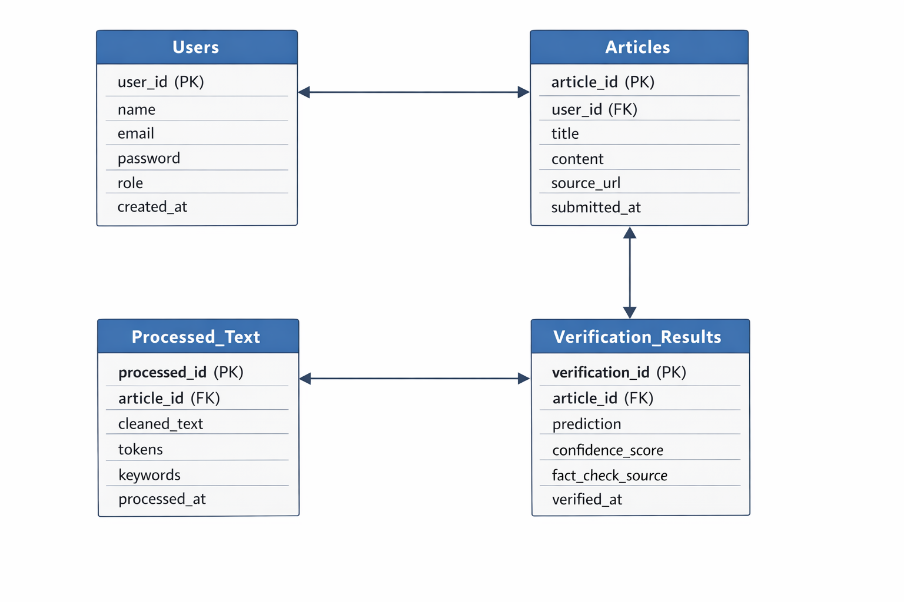 Users
user_id (PK)
name
email
password
role
created_at
Articles
article_id (PK)
user_id (FK)
title
content
source_url
submitted_at
Processed_Text
processed_id (PK)
article_id (FK)
cleaned_text
tokens
keywords
processed_at
Verification_Results
verification_id (PK)
article_id (FK)
prediction
confidence_score
fact_check_source
verified_at